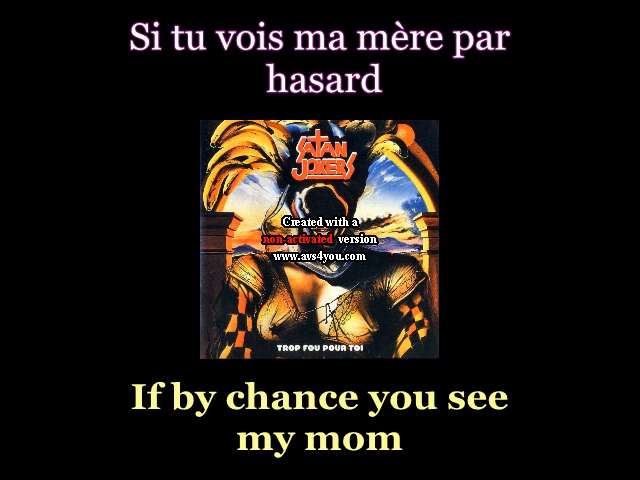 Si tu vois ma mère par
hasard
SATAN
JOKERS
Created with a
non-activated version
www.avs4you.com
TROP FOU POUR TOI
If by chance you see
my mom